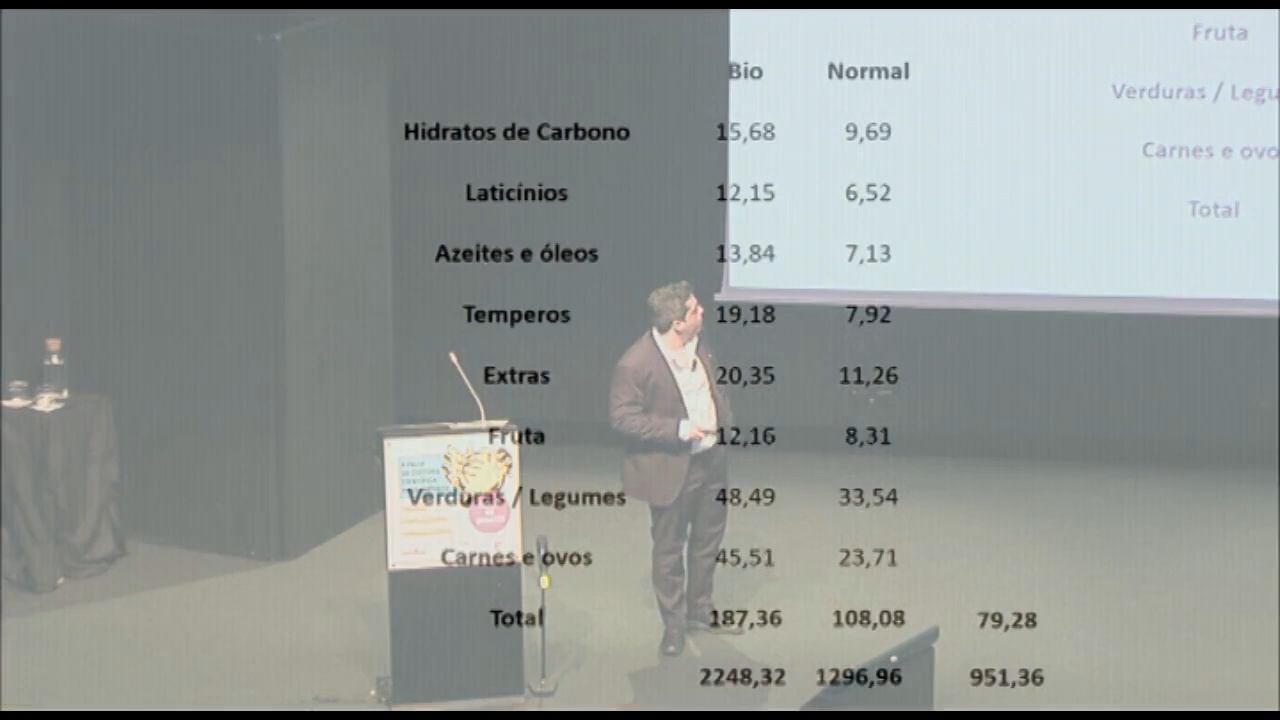 Bio Normal
Hidratos de Carbono 15,68 9,69
Laticínios 12,15 6,52
Azeites e óleos 13,84 7,13
Temperos 19,18 7,92
Extras 20,35 11,26
Fruta 12,16 8,31
Verduras / Legumes 48,49 33,54
Carnes e ovos 45,51 23,71
Total 187,36 108,08 79,28
2248,32 1296,96 951,36
Fruta
Verduras / Legu
Carnes e ovo
Total